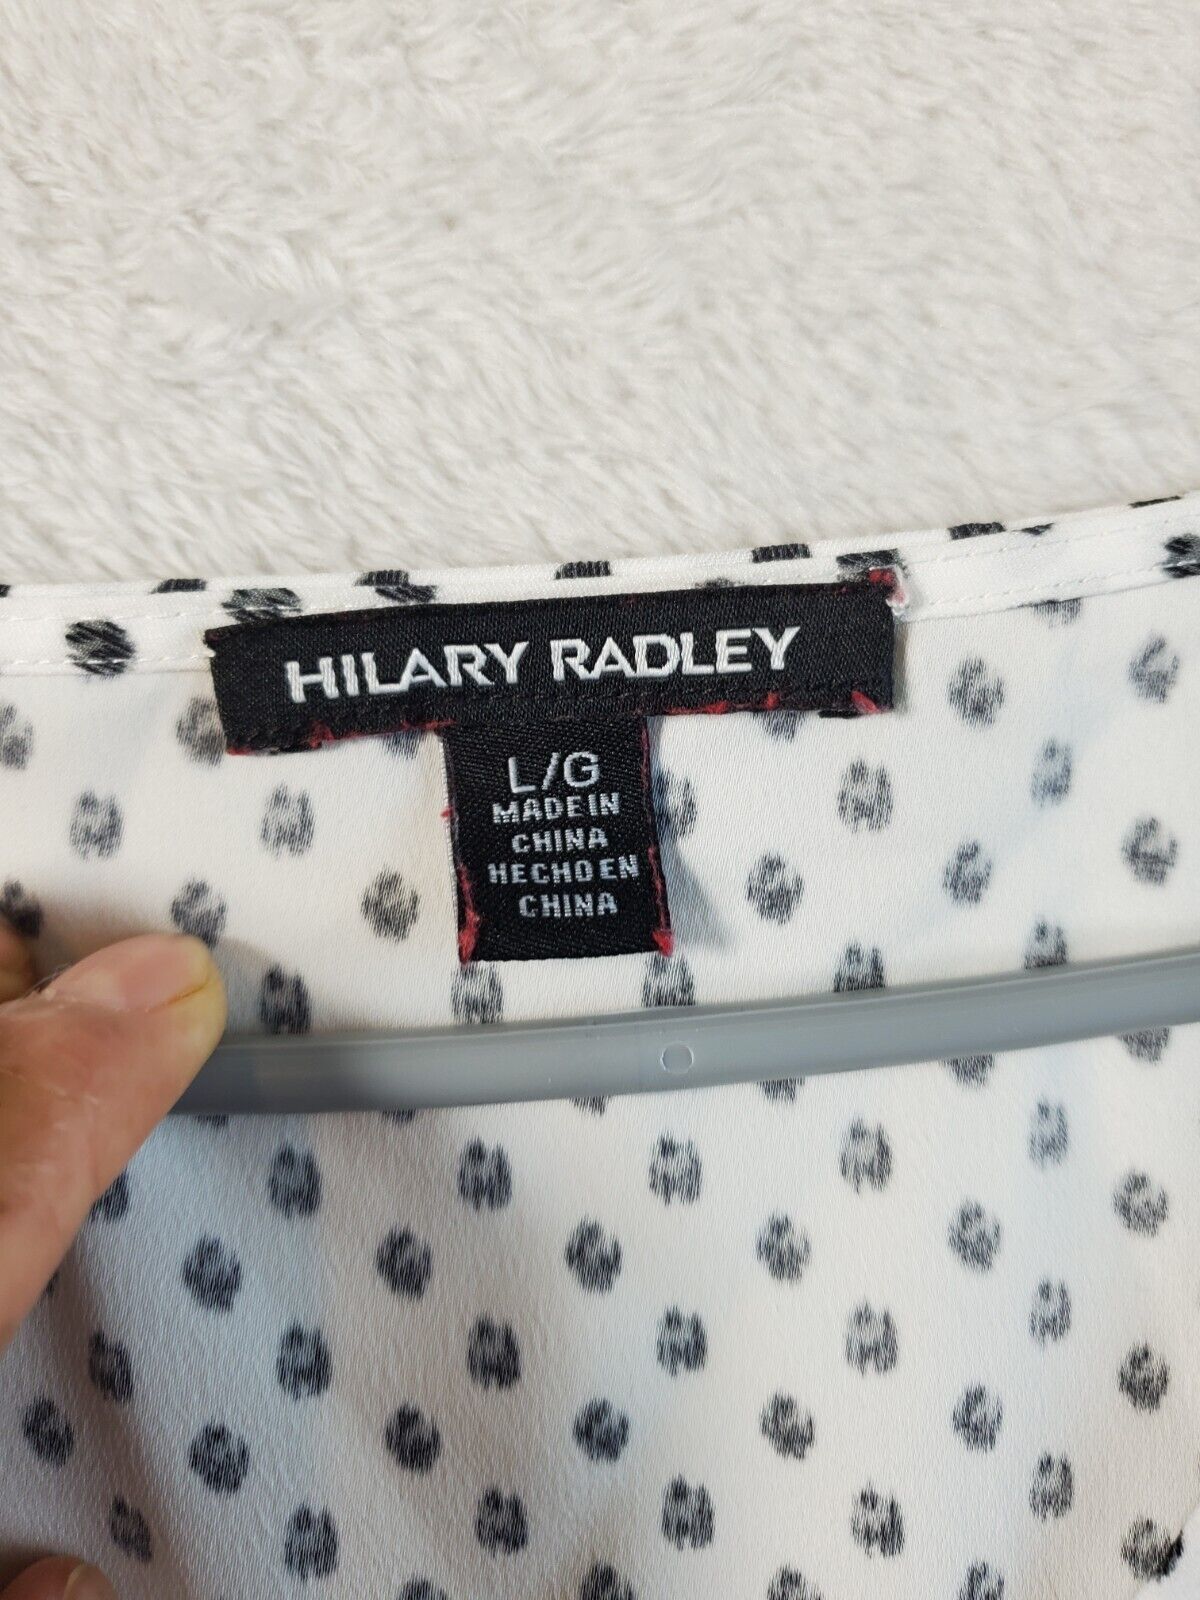 HILARY RADLEY
L/G
MADE IN
CHINA
HECHO EN
CHINA